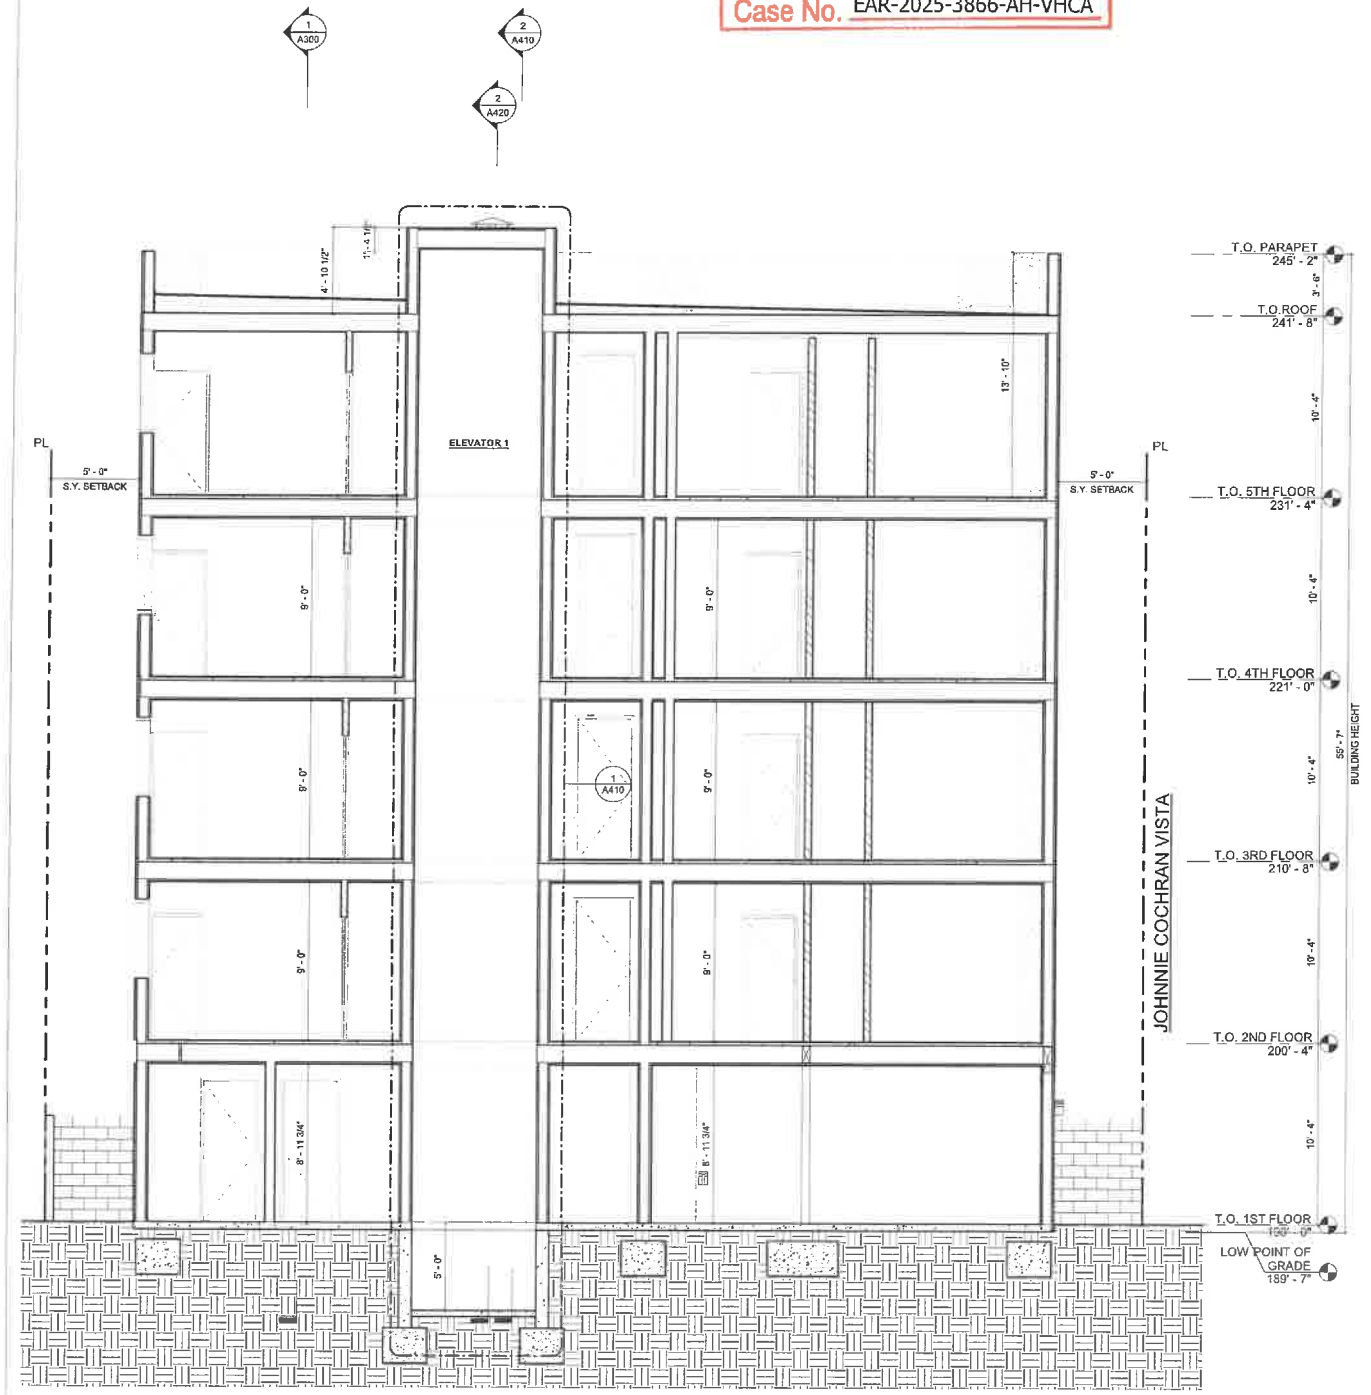 Case No. EAR-2025-3866-AH-VHCA
1
A300
2
A410
2
A420
4' - 10 1/2"
T.O. PARAPET
245' - 2"
3' - 6"
T.O.ROOF
241' - 8"
13' - 10"
10' - 4"
ELEVATOR 1
PL
5' - 0"
S.Y. SETBACK
PL
5' - 0"
S.Y. SETBACK
T.O. 5TH FLOOR
231' - 4"
9' - 0"
9' - 0"
10' - 4"
T.O. 4TH FLOOR
221' - 0"
9' - 0"
1
A410
9' - 0"
10' - 4"
55' - 7"
BUILDING HEIGHT
JOHNNIE COCHRAN VISTA
T.O. 3RD FLOOR
210' - 8"
9' - 0"
9' - 0"
10' - 4"
T.O. 2ND FLOOR
200' - 4"
8' - 11 3/4"
8' - 11 3/4"
10' - 4"
T.O. 1ST FLOOR
5' - 0"
LOW POINT OF
GRADE
189' - 7"